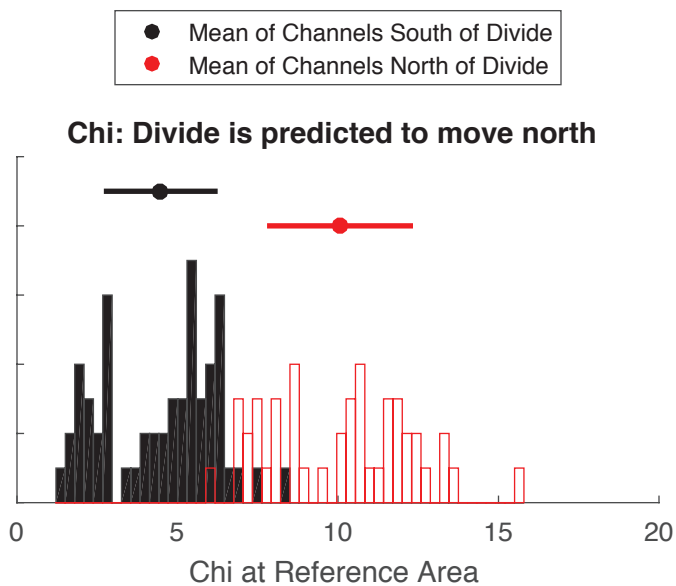 Mean of Channels South of Divide
Mean of Channels North of Divide
Chi: Divide is predicted to move north
0 5 10 15 20
Chi at Reference Area